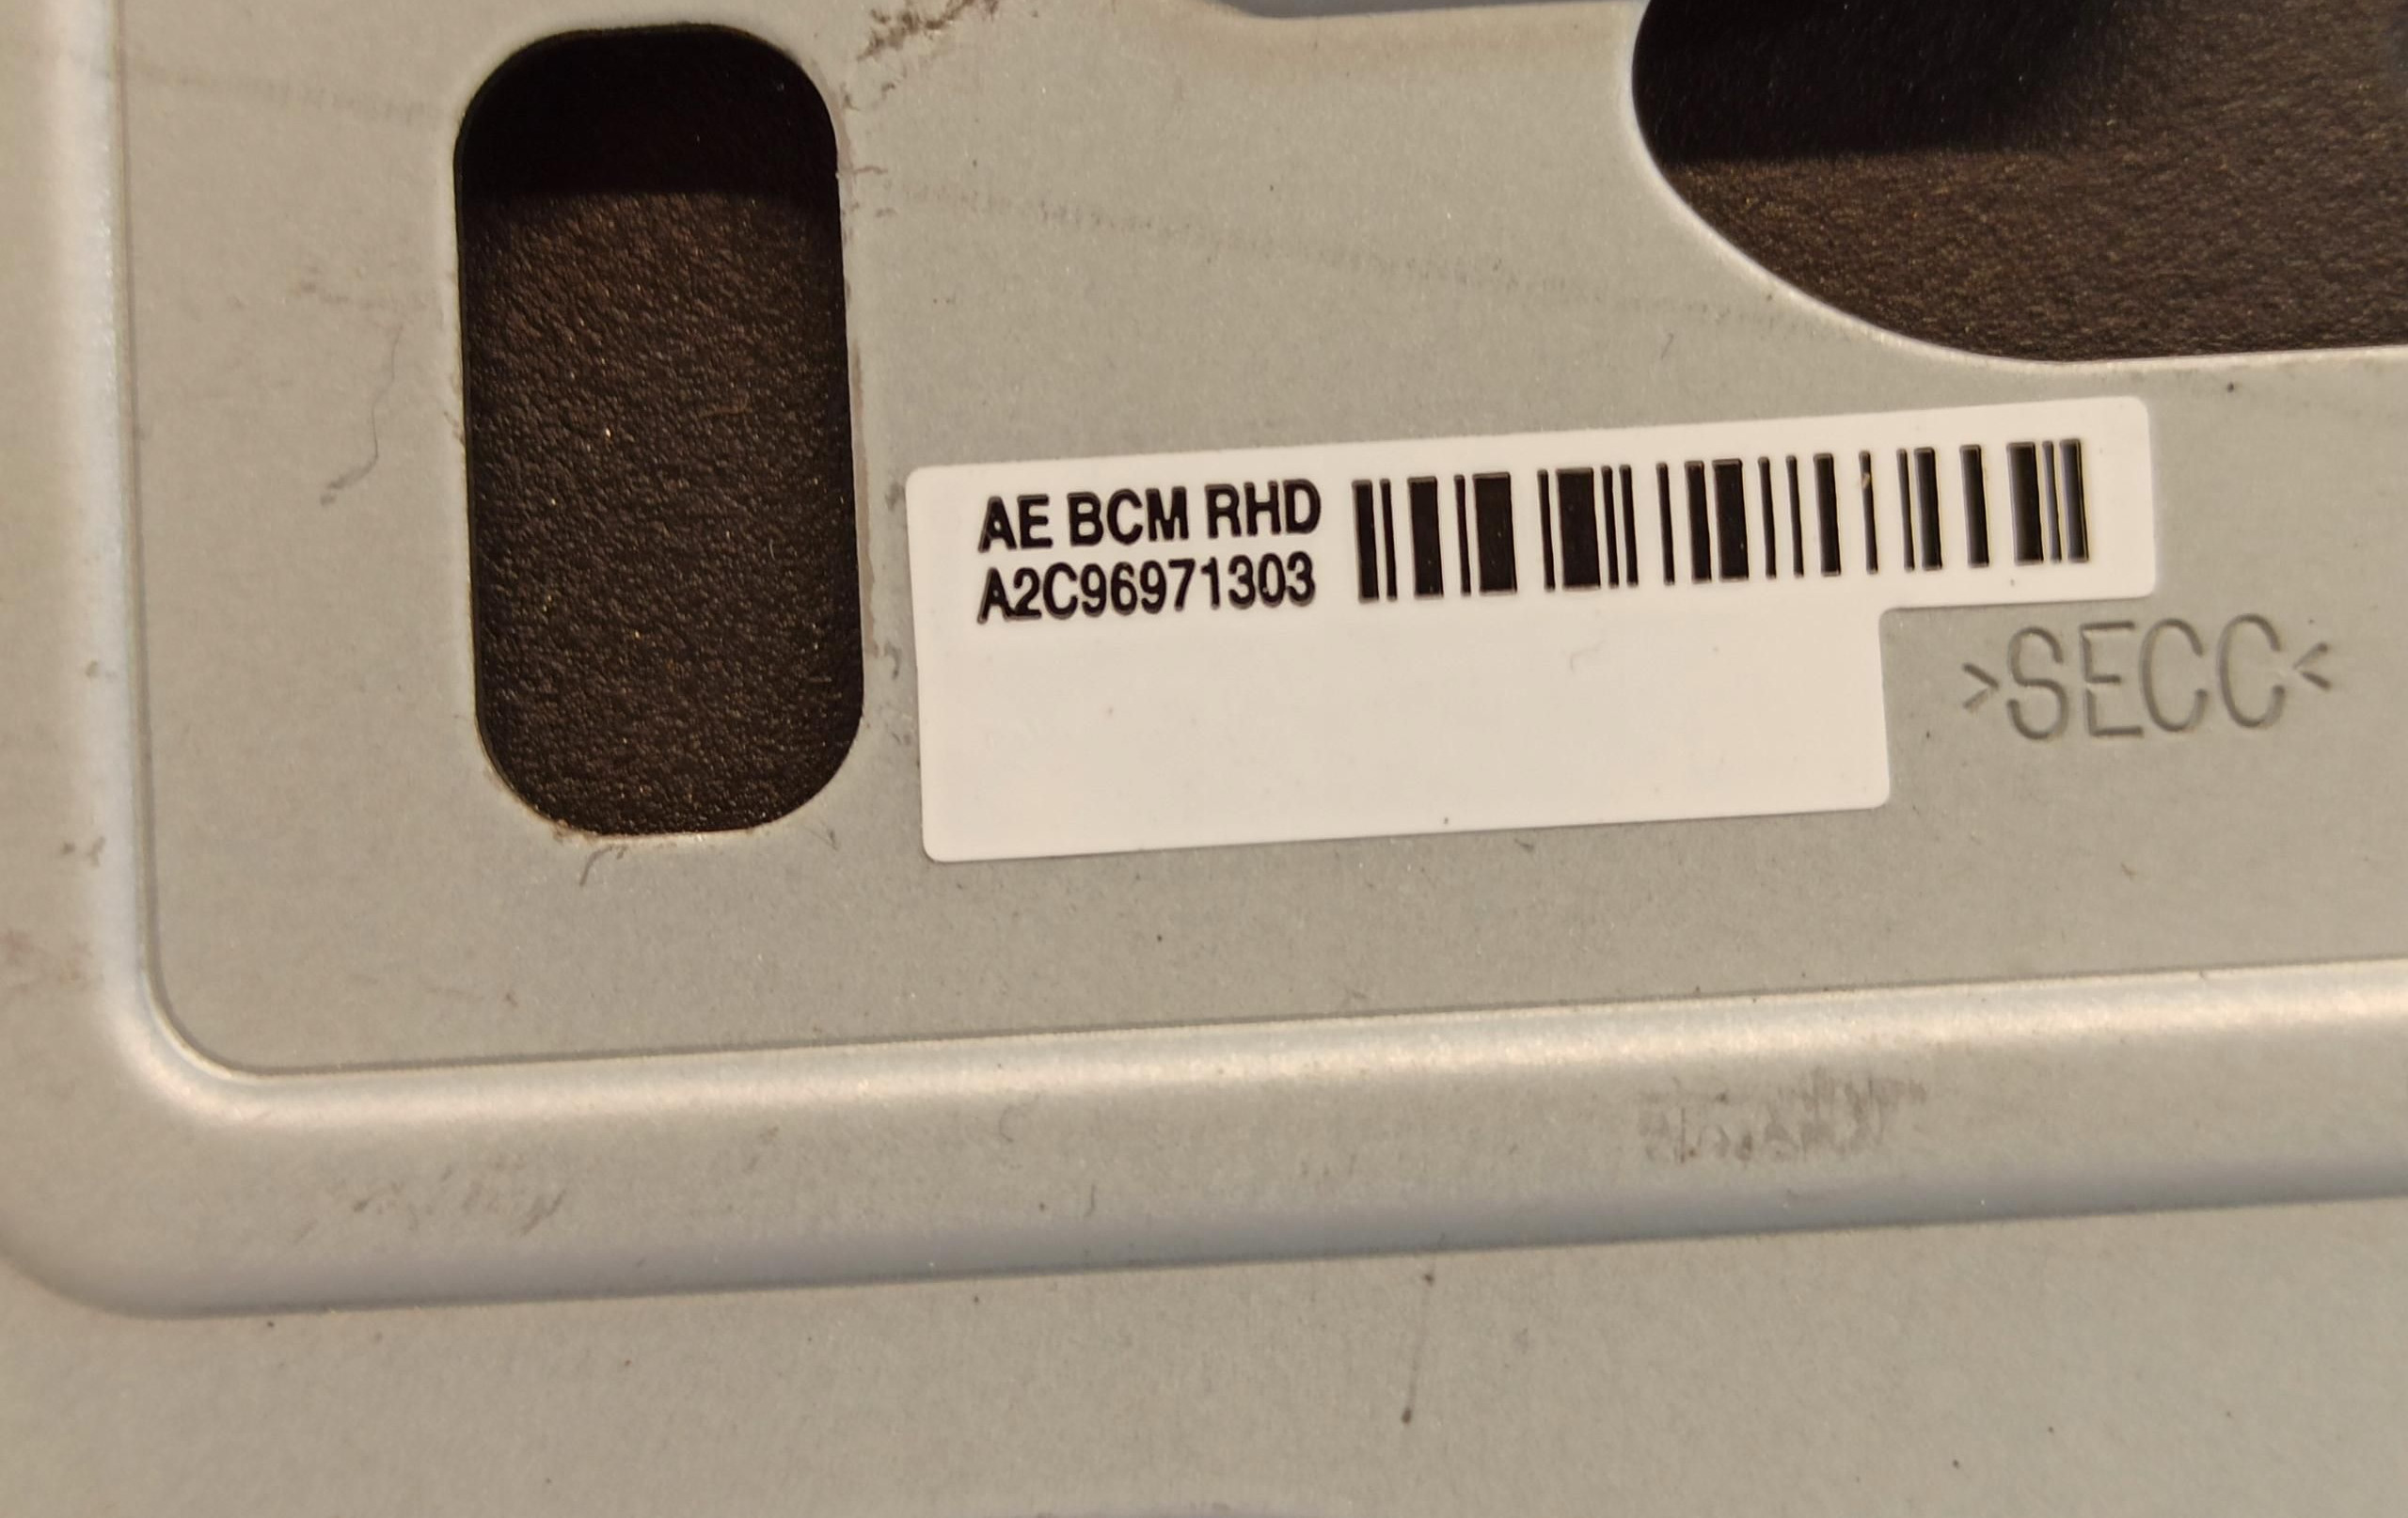 AE BCM RHD
A2C96971303
>SECC<